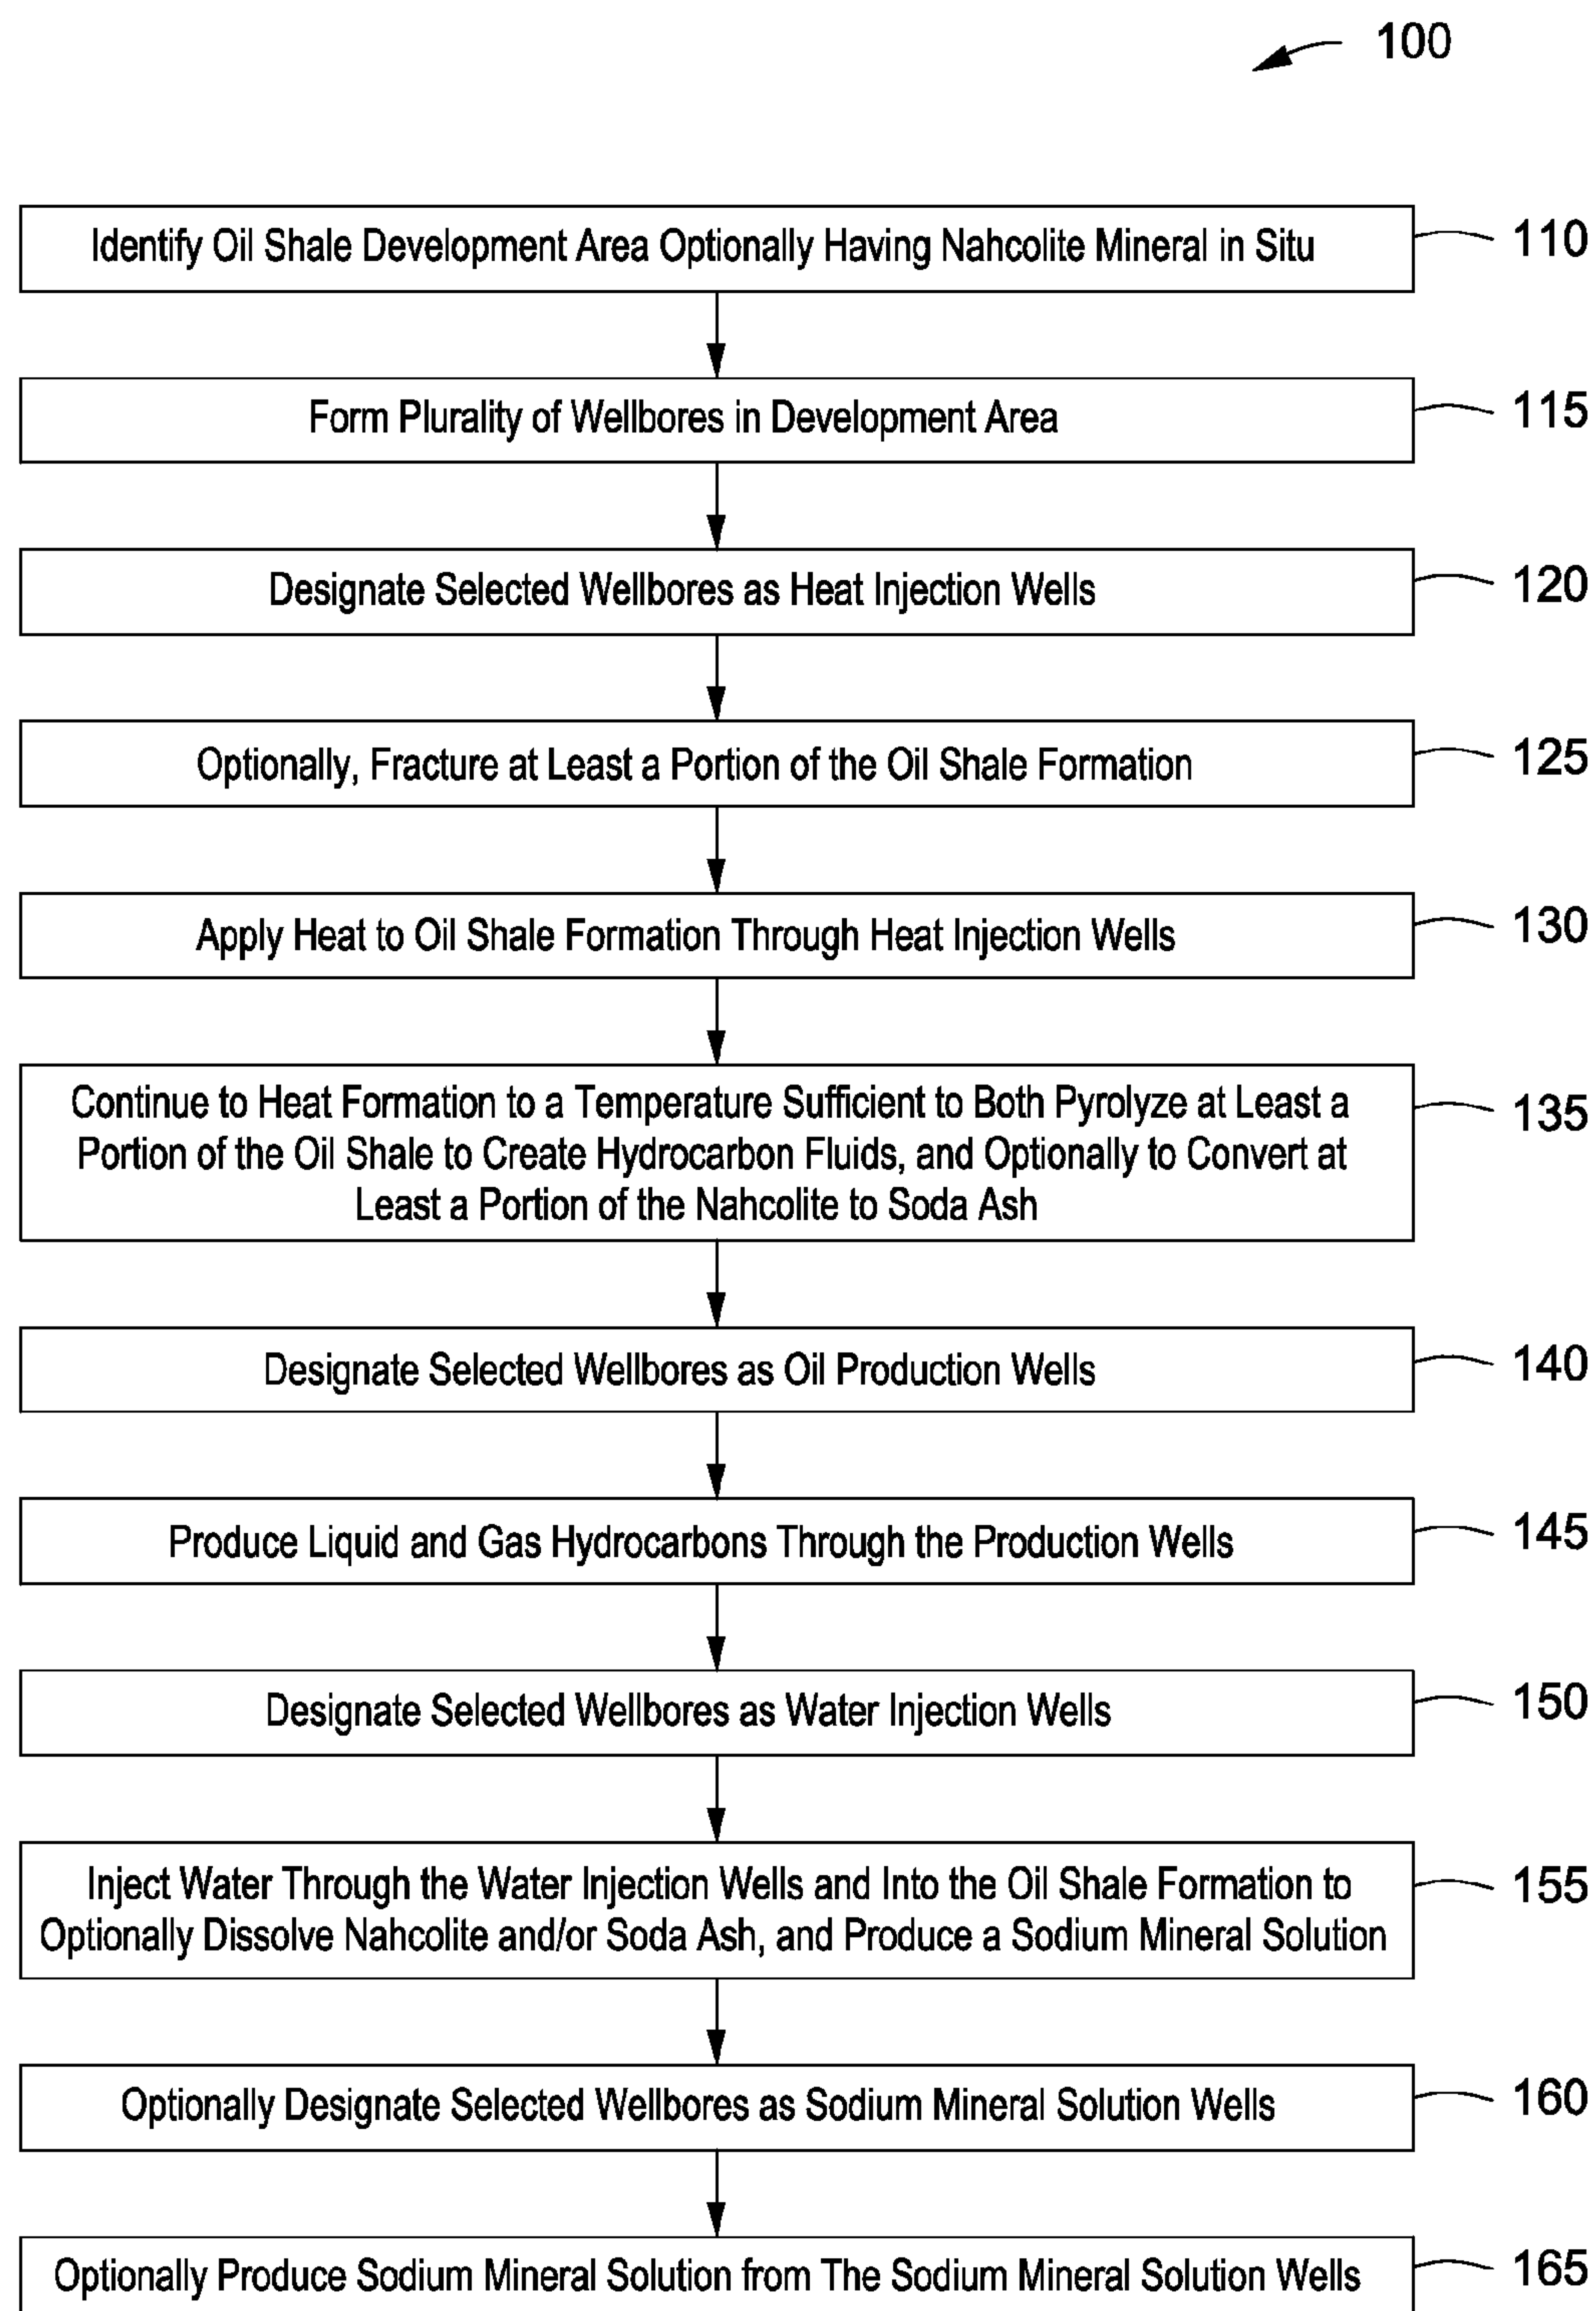 100
Identify Oil Shale Development Area Optionally Having Nahcolite Mineral in Situ
110
Form Plurality of Wellbores in Development Area
115
Designate Selected Wellbores as Heat Injection Wells
120
Optionally, Fracture at Least a Portion of the Oil Shale Formation
125
Apply Heat to Oil Shale Formation Through Heat Injection Wells
130
Continue to Heat Formation to a Temperature Sufficient to Both Pyrolyze at Least a
Portion of the Oil Shale to Create Hydrocarbon Fluids, and Optionally to Convert at
Least a Portion of the Nahcolite to Soda Ash
135
Designate Selected Wellbores as Oil Production Wells
140
Produce Liquid and Gas Hydrocarbons Through the Production Wells
145
Designate Selected Wellbores as Water Injection Wells
150
Inject Water Through the Water Injection Wells and Into the Oil Shale Formation to
Optionally Dissolve Nahcolite and/or Soda Ash, and Produce a Sodium Mineral Solution
155
Optionally Designate Selected Wellbores as Sodium Mineral Solution Wells
160
Optionally Produce Sodium Mineral Solution from The Sodium Mineral Solution Wells
165